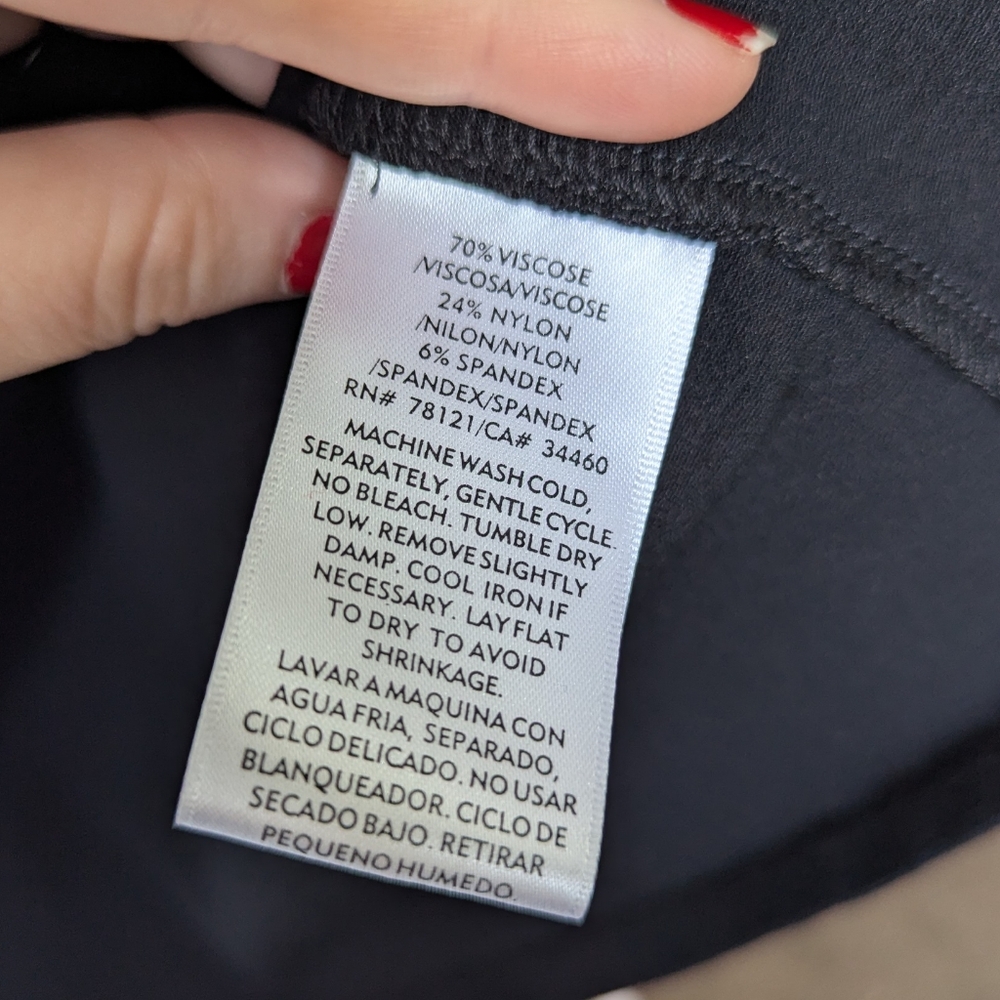 70% VISCOSE
/VISCOSA/VISCOSE
24% NYLON
/NILON/NYLON
6% SPANDEX
/SPANDEX/SPANDEX
RN# 78121/CA# 34460
MACHINE WASH COLD,
SEPARATELY, GENTLE CYCLE.
NO BLEACH. TUMBLE DRY
LOW. REMOVE SLIGHTLY
DAMP. COOL IRON IF
NECESSARY. LAY FLAT
TO DRY TO AVOID
SHRINKAGE.
LAVAR A MAQUINA CON
AGUA FRIA, SEPARADO,
CICLO DELICADO. NO USAR
BLANQUEADOR. CICLO DE
SECADO BAJO. RETIRAR
PEQUENO HUMEDO.